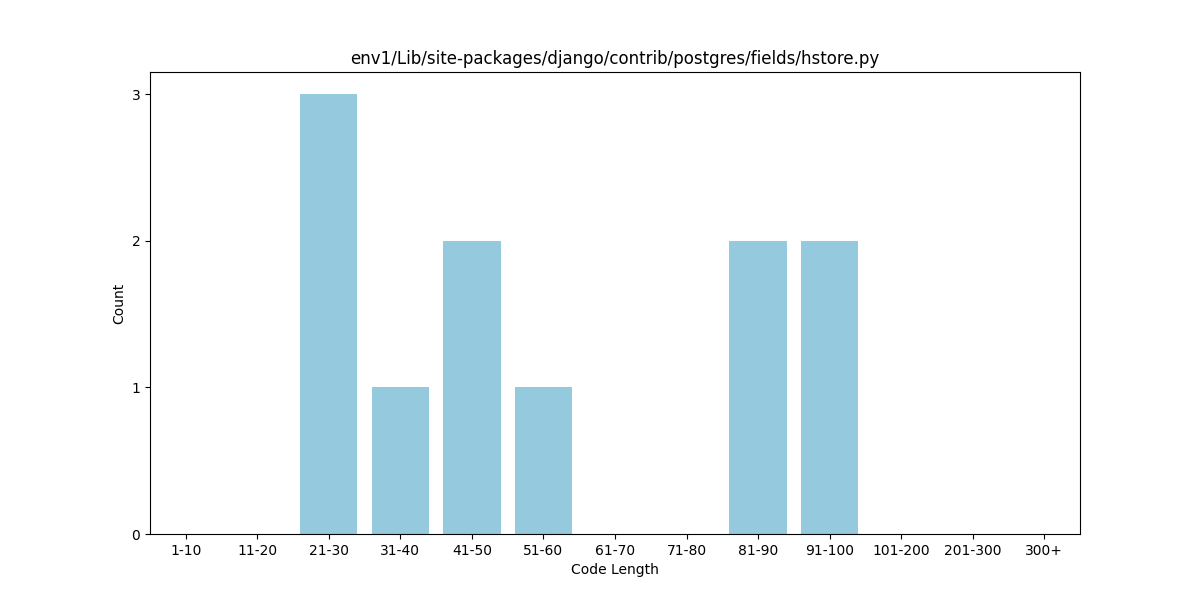 env1/Lib/site-packages/django/contrib/postgres/fields/hstore.py
3
2
1
0
Count
1-10 11-20 21-30 31-40 41-50 51-60 61-70 71-80 81-90 91-100 101-200 201-300 300+
Code Length